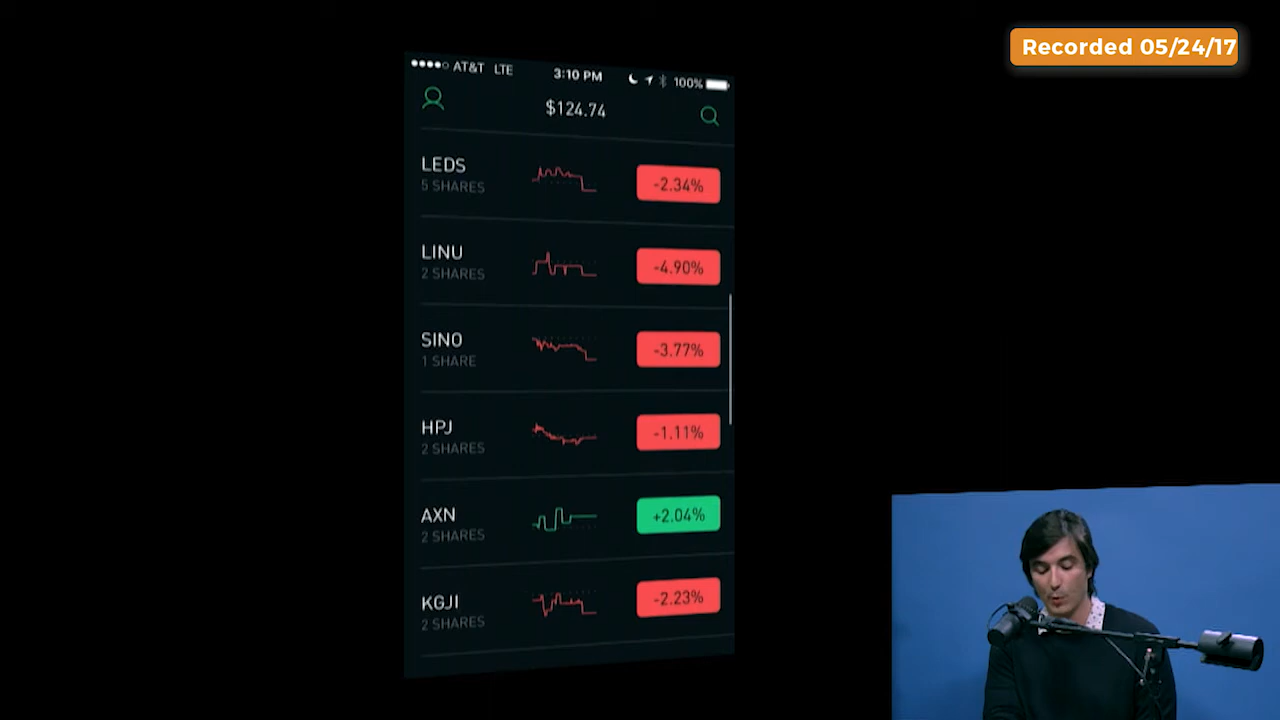 Recorded 05/24/17
AT&T LTE 3:10 PM 100%
$124.74
LEDS
5 SHARES
-2.34%
LINU
2 SHARES
-4.90%
SINO
1 SHARE
-3.77%
HPJ
2 SHARES
-1.11%
AXN
2 SHARES
+2.04%
KGJI
2 SHARES
-2.23%